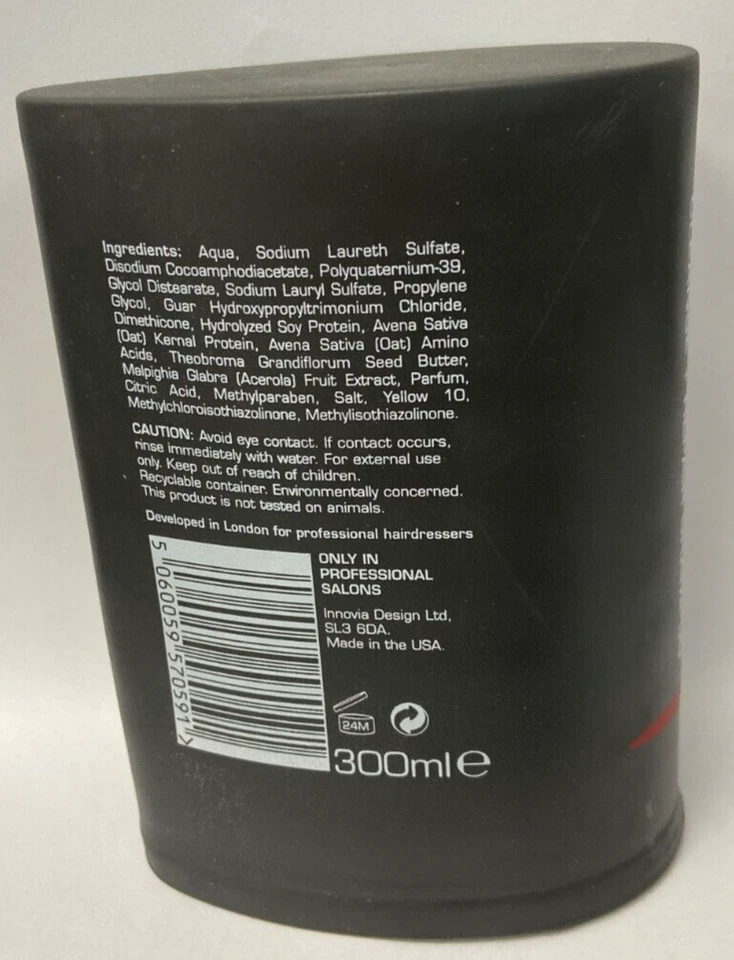 Ingredients: Aqua, Sodium Laureth Sulfate,
Disodium Cocoamphodiacetate, Polyquaternium-39,
Glycol Distearate, Sodium Lauryl Sulfate, Propylene
Glycol, Guar Hydroxypropyltrimonium Chloride,
Dimethicone, Hydrolyzed Soy Protein, Avena Sativa
(Oat) Kernal Protein, Avena Sativa (Oat) Amino
Acids, Theobroma Grandiflorum Seed Butter,
Malpighia Glabra (Acerola) Fruit Extract, Parfum,
Citric Acid, Methylparaben, Salt, Yellow 10,
Methylchloroisothiazolinone, Methylisothiazolinone.
CAUTION: Avoid eye contact. If contact occurs,
rinse immediately with water. For external use
only. Keep out of reach of children.
Recyclable container. Environmentally concerned.
This product is not tested on animals.
Developed in London for professional hairdressers
5 060059 570591 >
ONLY IN
PROFESSIONAL
SALONS
Innovia Design Ltd,
SL3 6DA.
Made in the USA.
24M
300ml e